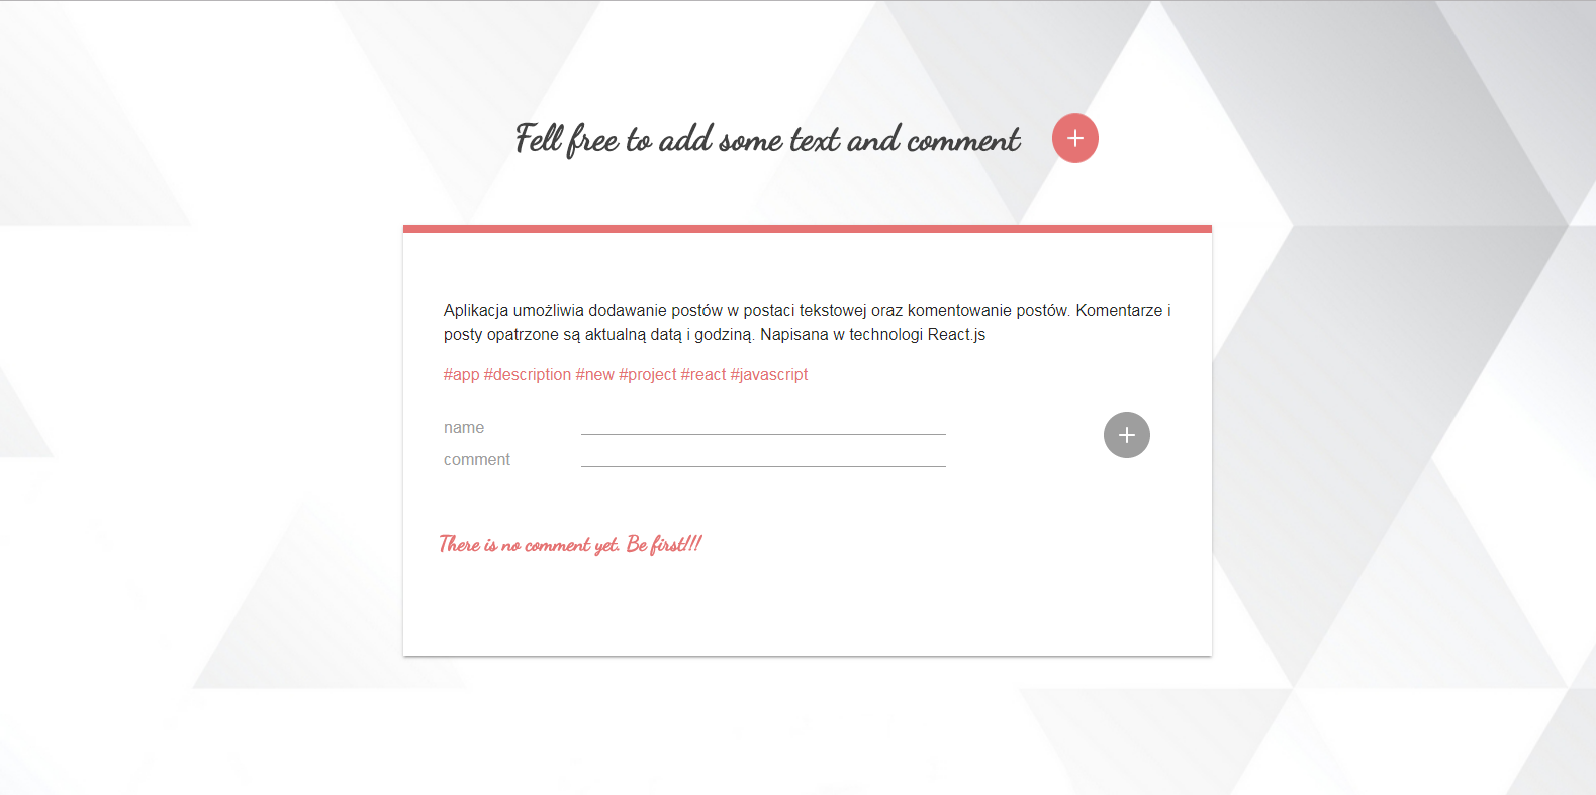 Fell free to add some text and comment
Aplikacja umożliwia dodawanie postów w postaci tekstowej oraz komentowanie postów. Komentarze i
posty opatrzone są aktualną datą i godziną. Napisana w technologi React.js
#app #description #new #project #react #javascript
name
comment
There is no comment yet. Be first!!!